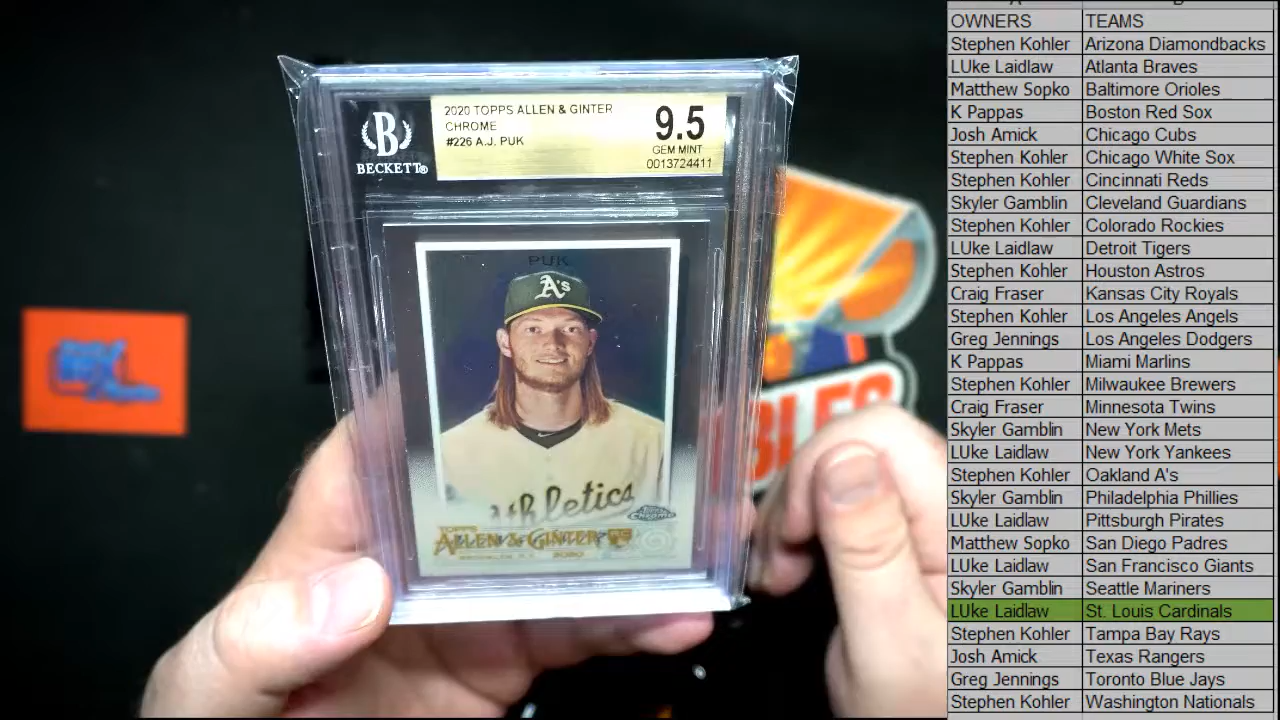 2020 TOPPS ALLEN & GINTER
CHROME
#226 A.J. PUK
9.5
GEM MINT
0013724411
B
BECKETT®
PUK
A's
Athletics
Topps
Chrome
TOPPS
ALLEN & GINTER
RC
BROOKLYN, N.Y. 2020
BLES
OWNERS TEAMS
Stephen Kohler Arizona Diamondbacks
LUke Laidlaw Atlanta Braves
Matthew Sopko Baltimore Orioles
K Pappas Boston Red Sox
Josh Amick Chicago Cubs
Stephen Kohler Chicago White Sox
Stephen Kohler Cincinnati Reds
Skyler Gamblin Cleveland Guardians
Stephen Kohler Colorado Rockies
LUke Laidlaw Detroit Tigers
Stephen Kohler Houston Astros
Craig Fraser Kansas City Royals
Stephen Kohler Los Angeles Angels
Greg Jennings Los Angeles Dodgers
K Pappas Miami Marlins
Stephen Kohler Milwaukee Brewers
Craig Fraser Minnesota Twins
Skyler Gamblin New York Mets
LUke Laidlaw New York Yankees
Stephen Kohler Oakland A's
Skyler Gamblin Philadelphia Phillies
LUke Laidlaw Pittsburgh Pirates
Matthew Sopko San Diego Padres
LUke Laidlaw San Francisco Giants
Skyler Gamblin Seattle Mariners
LUke Laidlaw St. Louis Cardinals
Stephen Kohler Tampa Bay Rays
Josh Amick Texas Rangers
Greg Jennings Toronto Blue Jays
Stephen Kohler Washington Nationals